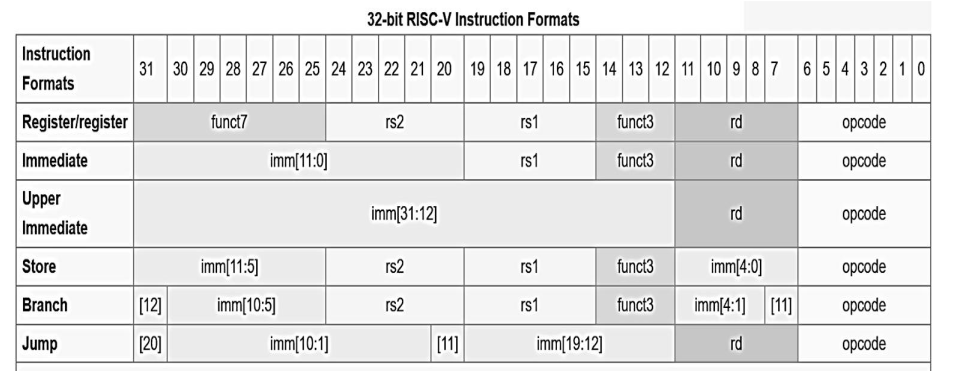 32-bit RISC-V Instruction Formats
Instruction Formats 31 30 29 28 27 26 25 24 23 22 21 20 19 18 17 16 15 14 13 12 11 10 9 8 7 6 5 4 3 2 1 0
Register/register funct7 rs2 rs1 funct3 rd opcode
Immediate imm[11:0] rs1 funct3 rd opcode
Upper Immediate imm[31:12] rd opcode
Store imm[11:5] rs2 rs1 funct3 imm[4:0] opcode
Branch [12] imm[10:5] rs2 rs1 funct3 imm[4:1] [11] opcode
Jump [20] imm[10:1] [11] imm[19:12] rd opcode